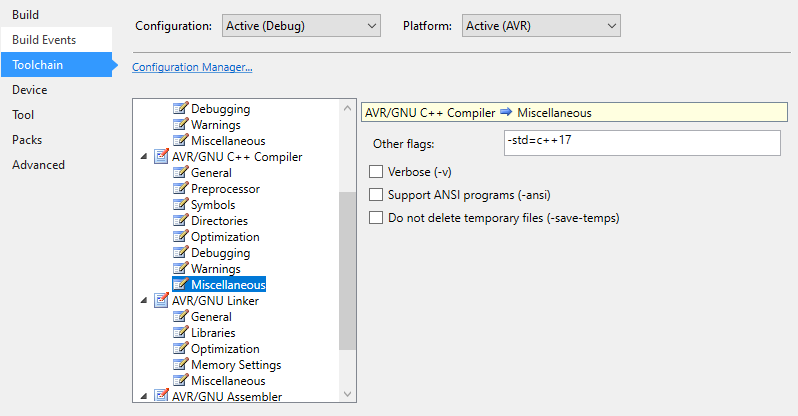 Build
Build Events
Toolchain
Device
Tool
Packs
Advanced
Configuration: Active (Debug) Platform: Active (AVR)
Configuration Manager...
Debugging
Warnings
Miscellaneous
AVR/GNU C++ Compiler
General
Preprocessor
Symbols
Directories
Optimization
Debugging
Warnings
Miscellaneous
AVR/GNU Linker
General
Libraries
Optimization
Memory Settings
Miscellaneous
AVR/GNU Assembler
AVR/GNU C++ Compiler ➡ Miscellaneous
Other flags: -std=c++17
Verbose (-v)
Support ANSI programs (-ansi)
Do not delete temporary files (-save-temps)